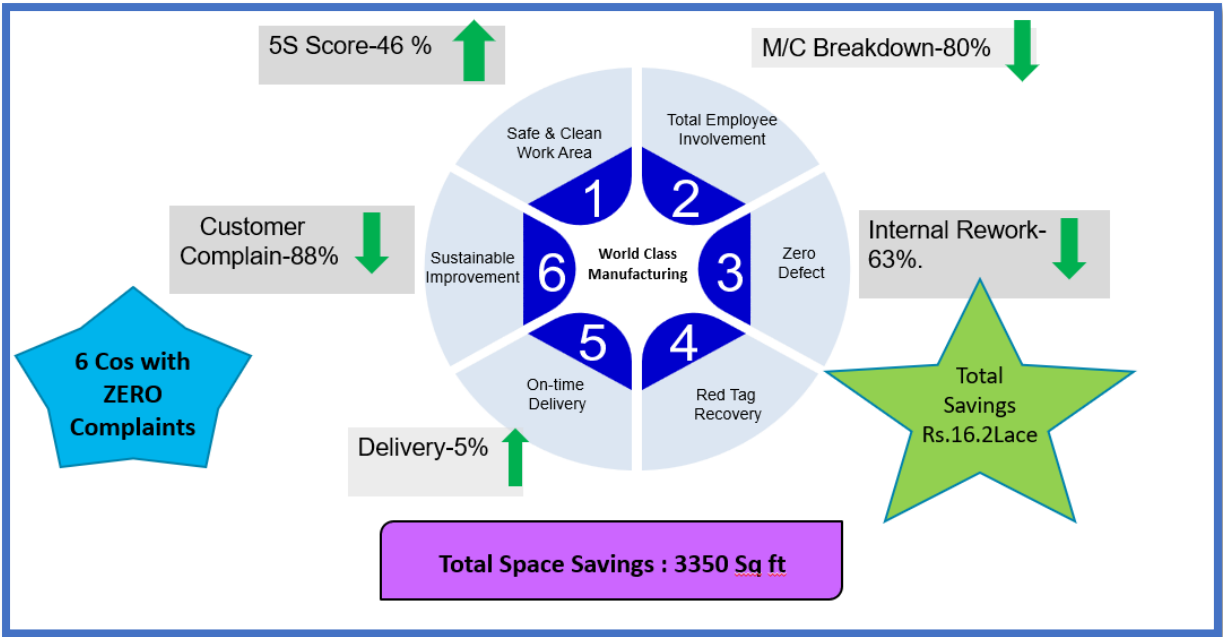 5S Score-46 %
M/C Breakdown-80%
Safe & Clean
Work Area
Total Employee
Involvement
1
2
Customer
Complain-88%
Sustainable
Improvement
6
World Class
Manufacturing
3
Zero
Defect
Internal Rework-
63%.
6 Cos with
ZERO
Complaints
5
4
On-time
Delivery
Red Tag
Recovery
Total
Savings
Rs.16.2Lace
Delivery-5%
Total Space Savings : 3350 Sq ft